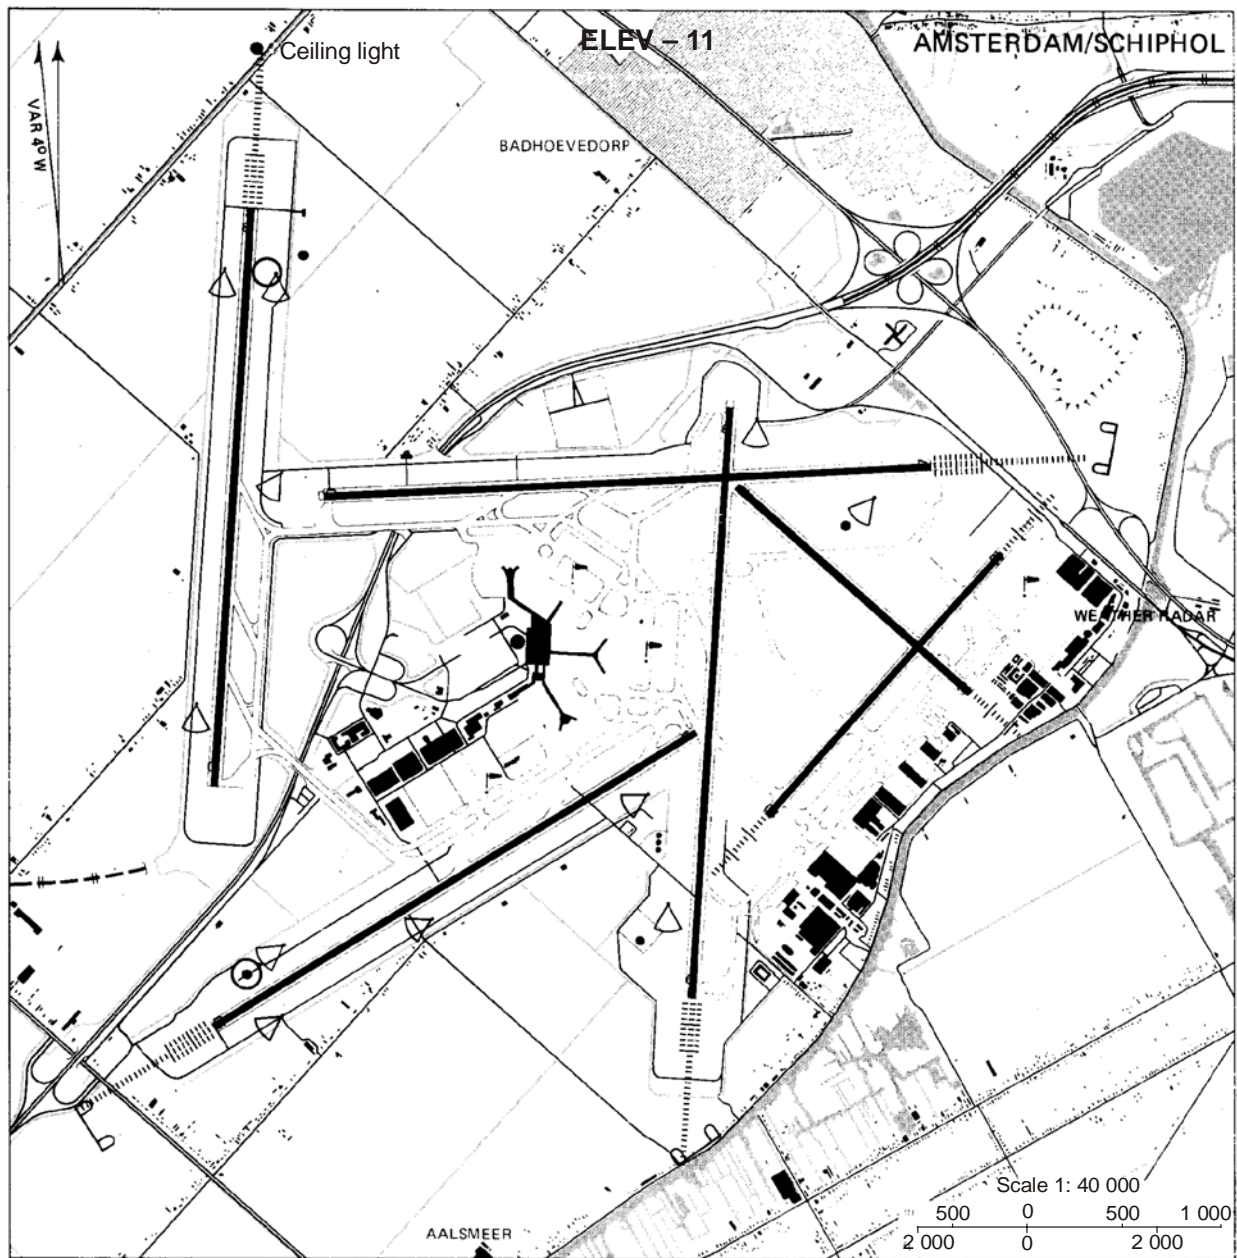 ELEV – 11
AMSTERDAM/SCHIPHOL
Ceiling light
VAR 4° W
BADHOEVEDORP
WEATHER RADAR
Scale 1: 40 000
500 0 500 1 000
2 000 0 2 000
AALSMEER